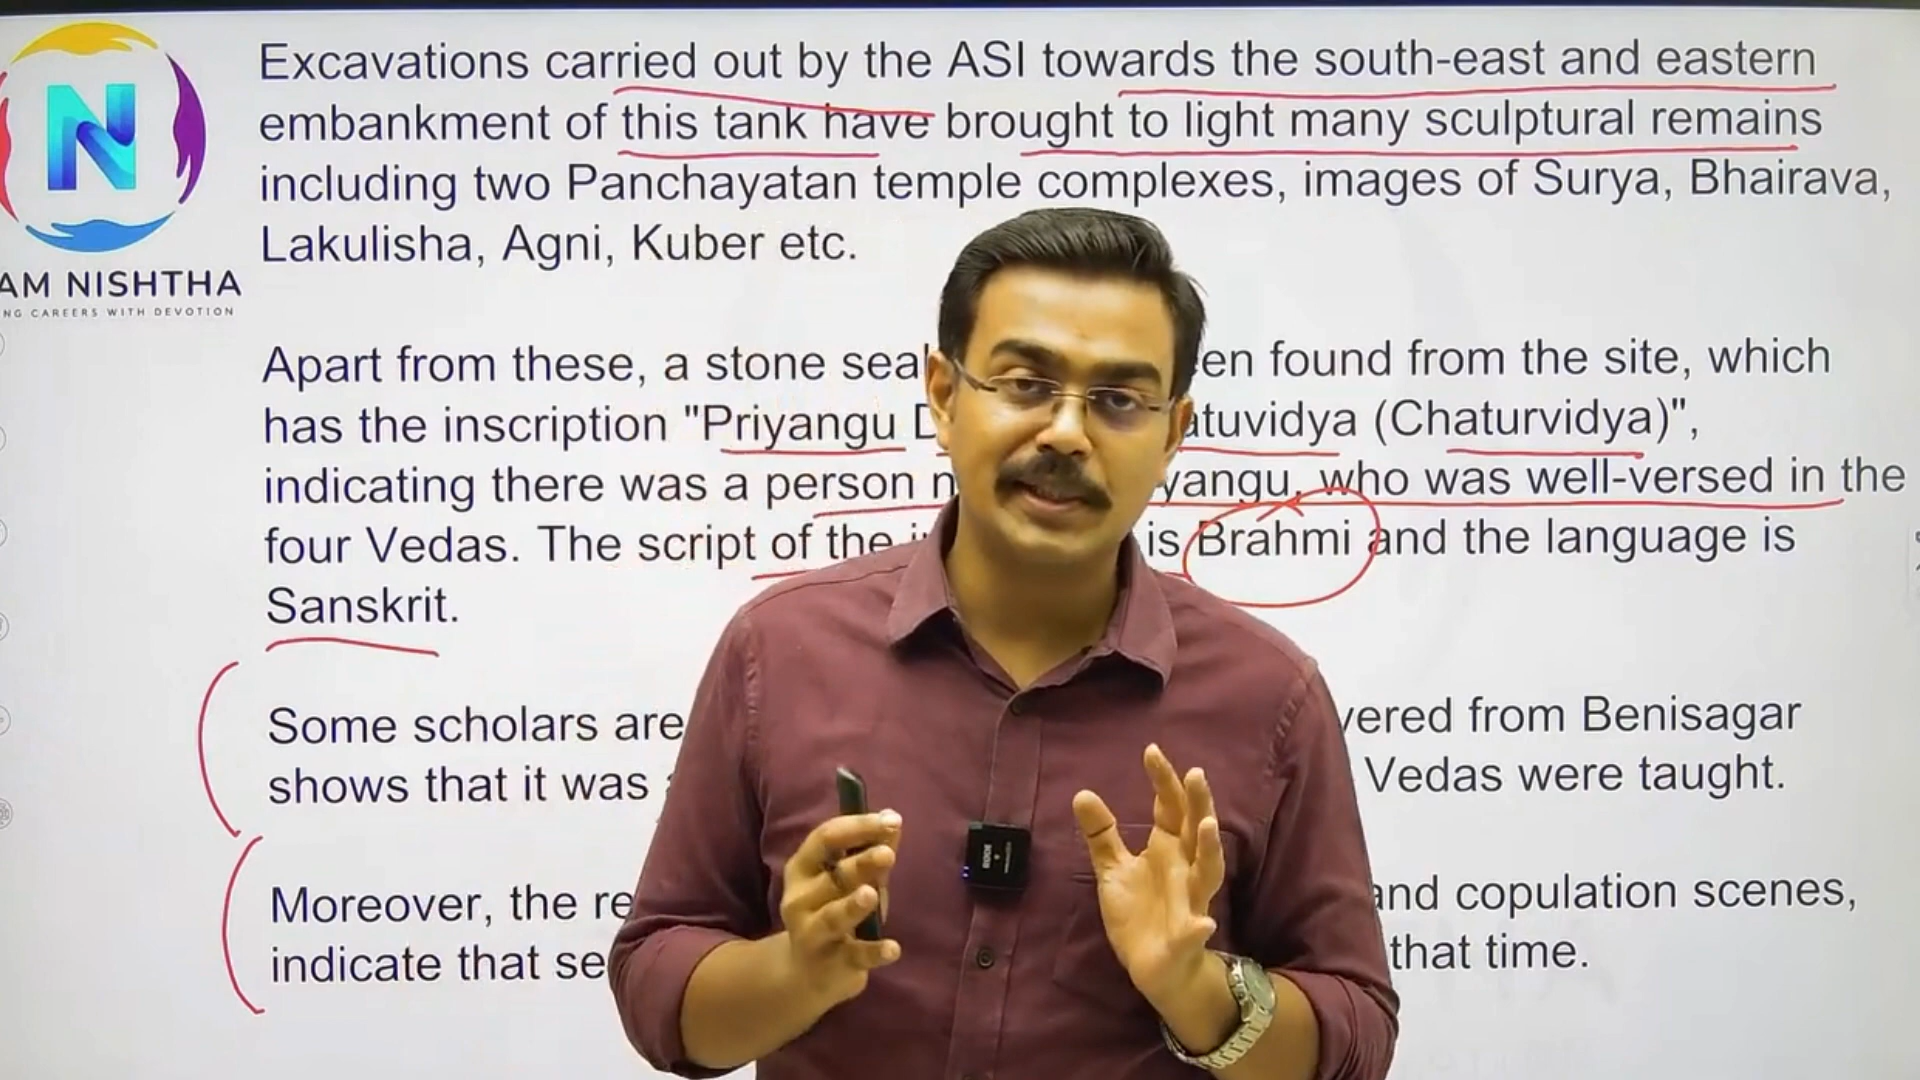 Excavations carried out by the ASI towards the south-east and eastern
embankment of this tank have brought to light many sculptural remains
including two Panchayatan temple complexes, images of Surya, Bhairava,
Lakulisha, Agni, Kuber etc.
N
AM NISHTHA
NG CAREERS WITH DEVOTION
Apart from these, a stone seal en found from the site, which
has the inscription "Priyangu D atuvidya (Chaturvidya)",
indicating there was a person n yangu, who was well-versed in the
four Vedas. The script of the is Brahmi and the language is
Sanskrit.
Some scholars are vered from Benisagar
shows that it was Vedas were taught.
Moreover, the re and copulation scenes,
indicate that se that time.
RODE